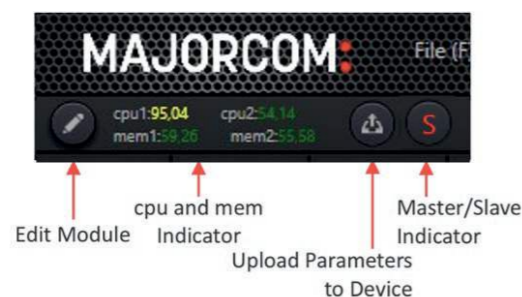 MAJORCOM:
File (F
cpu1:95,04 cpu2:54,14
mem1:59,26 mem2:55,58
S
Edit Module
cpu and mem
Indicator
Upload Parameters
to Device
Master/Slave
Indicator